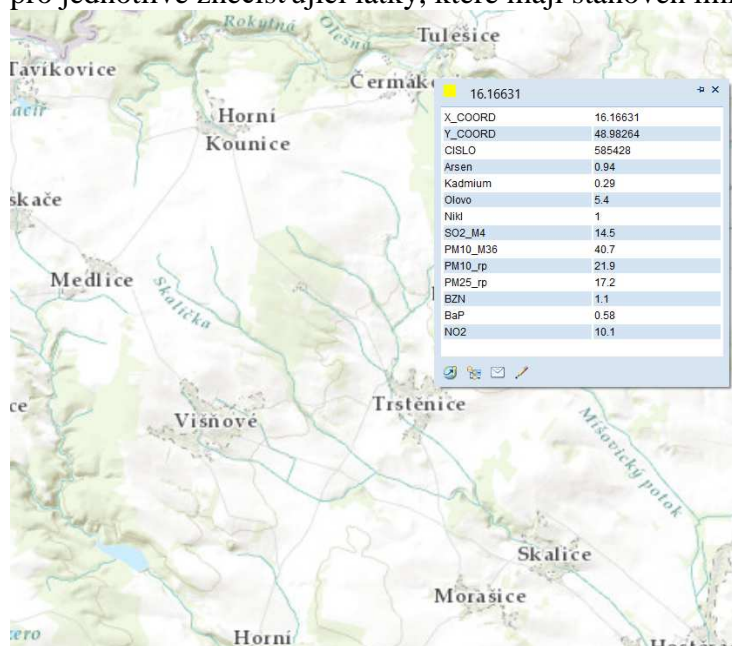 pro jednotlivé znečišťující látky, které mají stanoven
Rokytná
Olešná
Tulešice
Tavíkovice
Čermák
Horní
Kounice
skače
Medlice
Skalička
Višňové
Trstěnice
Mišovický potok
Skalice
Morašice
Horní
16.16631
X_COORD 16.16631
Y_COORD 48.98264
CISLO 585428
Arsen 0.94
Kadmium 0.29
Olovo 5.4
Nikl 1
SO2_M4 14.5
PM10_M36 40.7
PM10_rp 21.9
PM25_rp 17.2
BZN 1.1
BaP 0.58
NO2 10.1